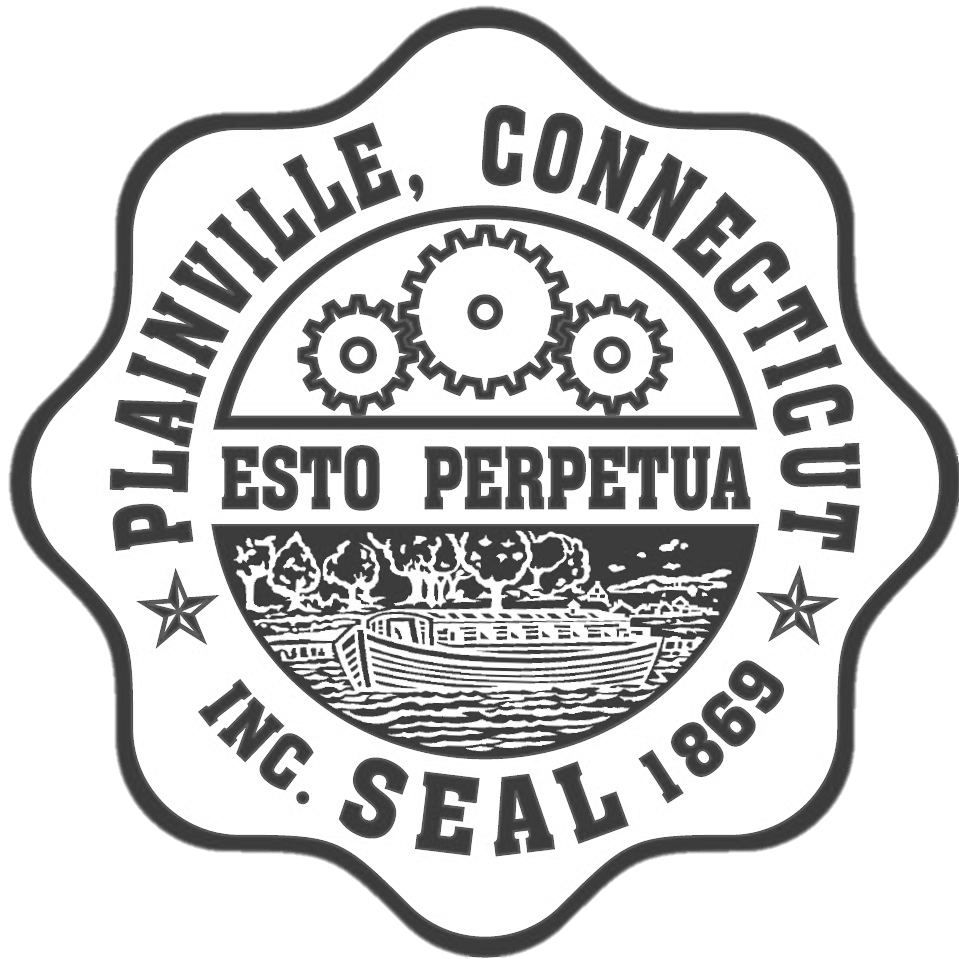 PLAINVILLE, CONNECTICUT
ESTO PERPETUA
INC. SEAL 1869